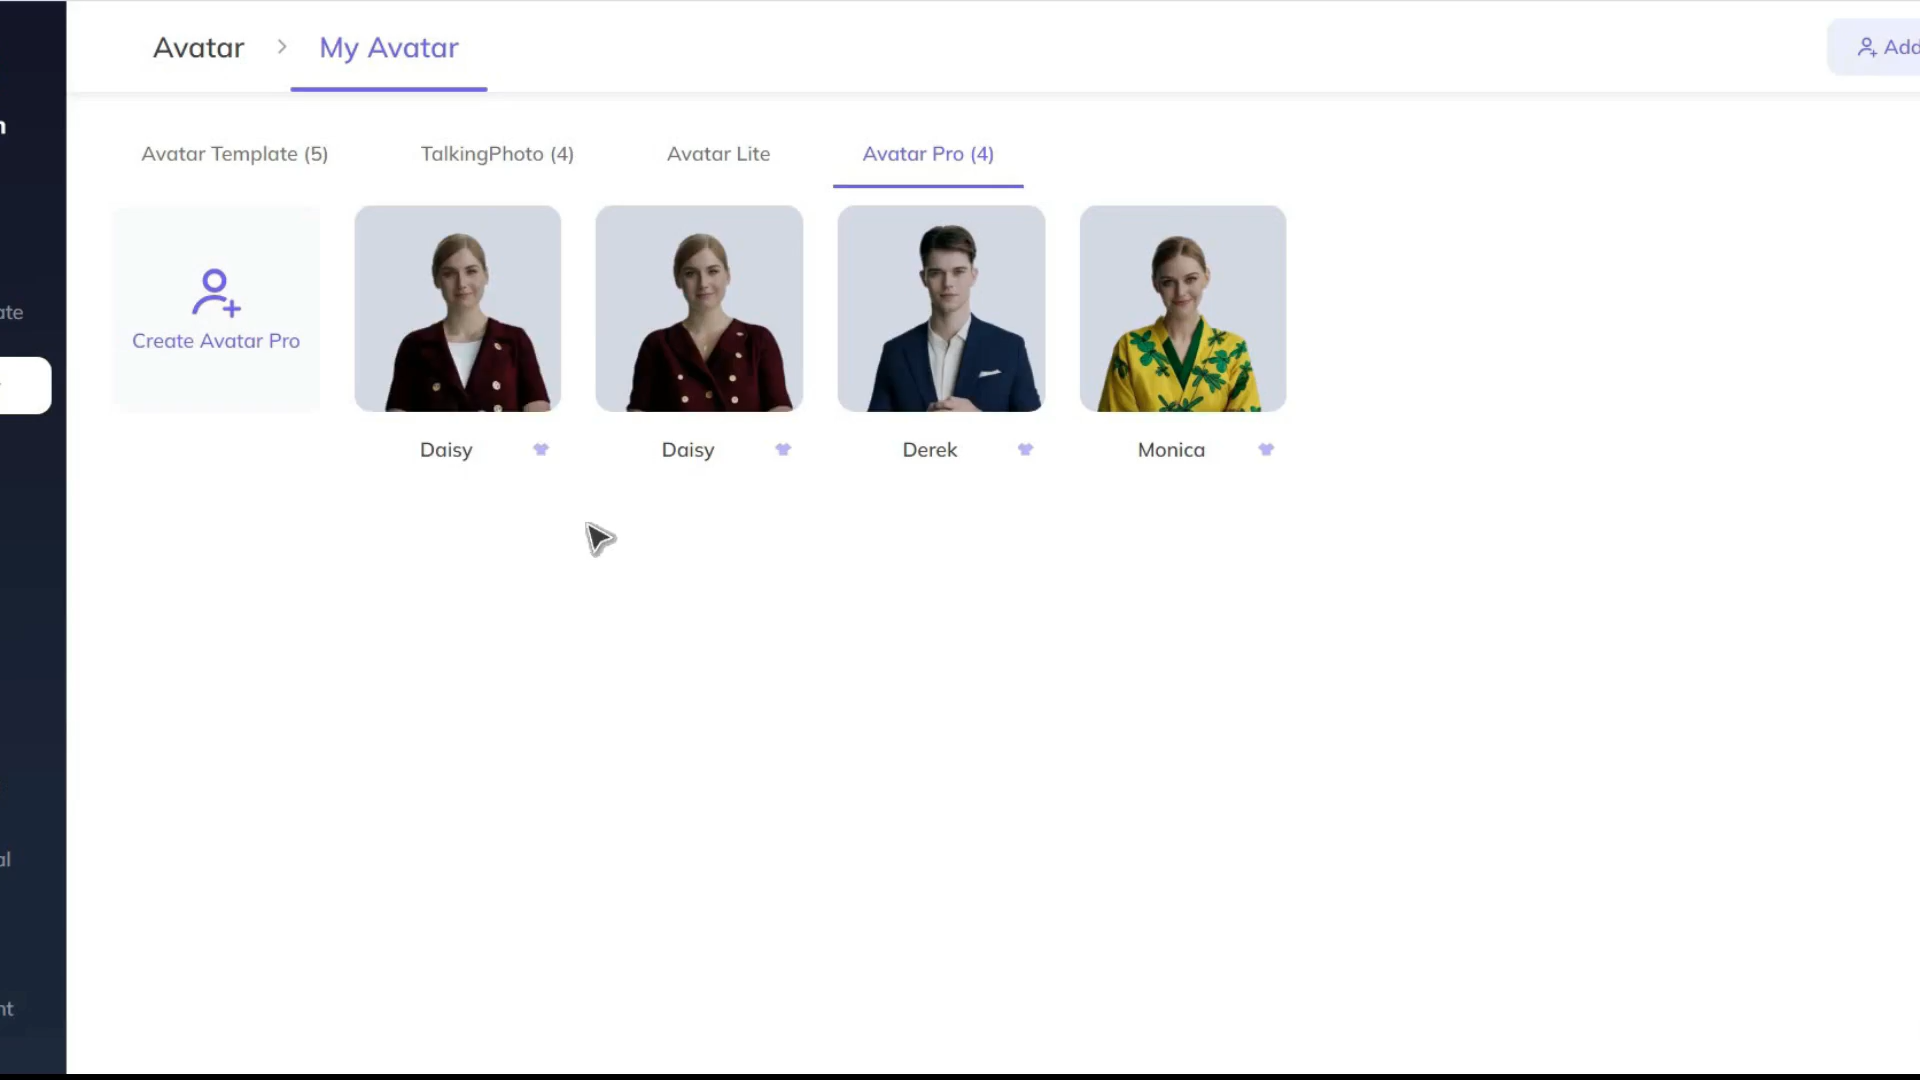 Avatar > My Avatar
Add
Avatar Template (5) TalkingPhoto (4) Avatar Lite Avatar Pro (4)
Create Avatar Pro
Daisy Daisy Derek Monica